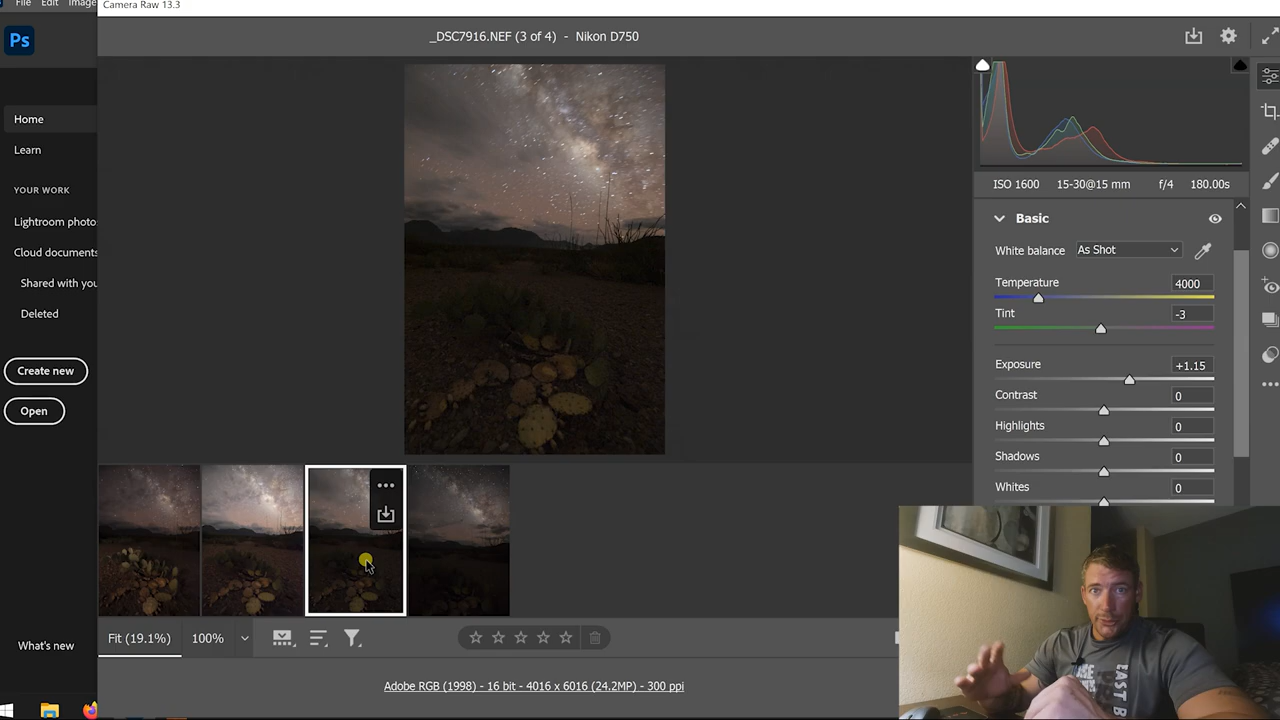 File Edit Image
Camera Raw 13.3
Ps
_DSC7916.NEF (3 of 4) - Nikon D750
Home
Learn
YOUR WORK
Lightroom photo
Cloud documents
Shared with you
Deleted
Create new
Open
What's new
ISO 1600 15-30@15 mm f/4 180.00s
Basic
White balance As Shot
Temperature 4000
Tint -3
Exposure +1.15
Contrast 0
Highlights 0
Shadows 0
Whites 0
Fit (19.1%) 100%
Adobe RGB (1998) - 16 bit - 4016 x 6016 (24.2MP) - 300 ppi
EAST B